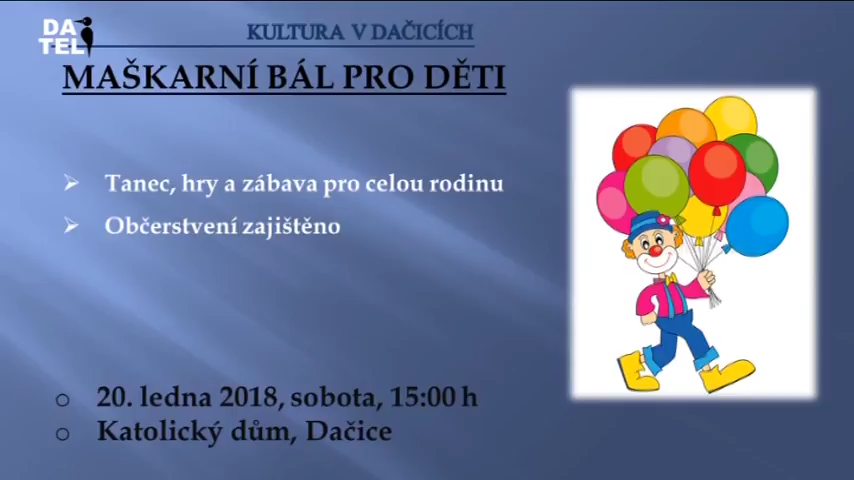 DA
TEL
KULTURA V DAČICÍCH
MAŠKARNÍ BÁL PRO DĚTI
Tanec, hry a zábava pro celou rodinu
Občerstvení zajištěno
20. ledna 2018, sobota, 15:00 h
Katolický dům, Dačice